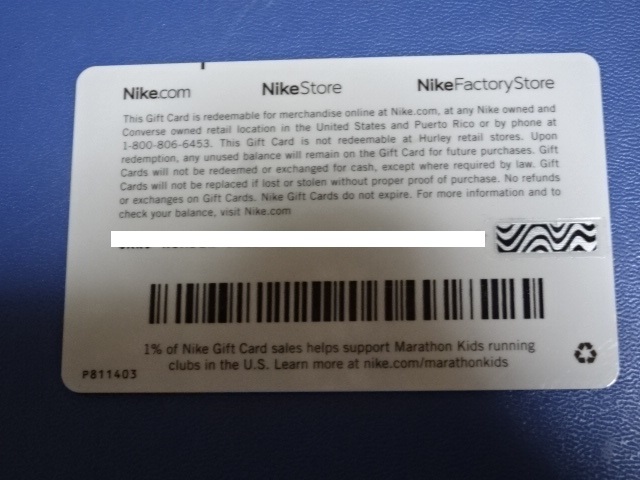 Nike.com NikeStore NikeFactoryStore
This Gift Card is redeemable for merchandise online at Nike.com, at any Nike owned and
Converse owned retail location in the United States and Puerto Rico or by phone at
1-800-806-6453. This Gift Card is not redeemable at Hurley retail stores. Upon
redemption, any unused balance will remain on the Gift Card for future purchases. Gift
Cards will not be redeemed or exchanged for cash, except where required by law. Gift
Cards will not be replaced if lost or stolen without proper proof of purchase. No refunds
or exchanges on Gift Cards. Nike Gift Cards do not expire. For more information and to
check your balance, visit Nike.com
1% of Nike Gift Card sales helps support Marathon Kids running
clubs in the U.S. Learn more at nike.com/marathonkids
P811403